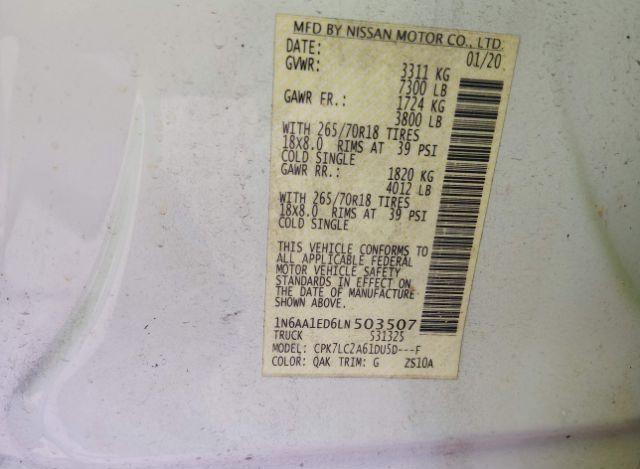 MFD BY NISSAN MOTOR CO., LTD.
DATE: 01/20
GVWR: 3311 KG
7300 LB
GAWR FR.: 1724 KG
3800 LB
WITH 265/70R18 TIRES
18X8.0 RIMS AT 39 PSI
COLD SINGLE
GAWR RR.: 1820 KG
4012 LB
WITH 265/70R18 TIRES
18X8.0 RIMS AT 39 PSI
COLD SINGLE
THIS VEHICLE CONFORMS TO
ALL APPLICABLE FEDERAL
MOTOR VEHICLE SAFETY
STANDARDS IN EFFECT ON
THE DATE OF MANUFACTURE
SHOWN ABOVE.
1N6AA1ED6LN503507
TRUCK 531325
MODEL: CPK7LC2A61DU5D---F
COLOR: QAK TRIM: G ZS10A